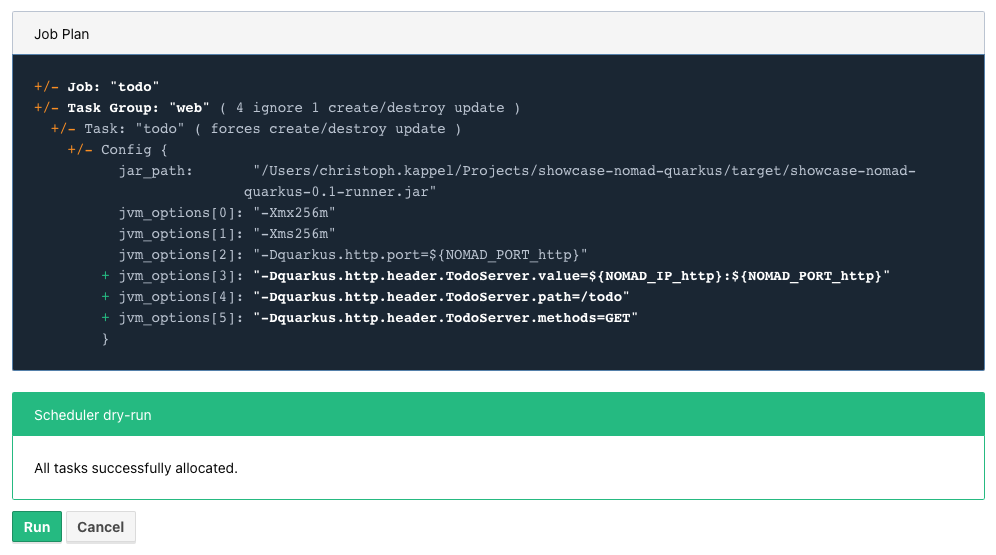 Job Plan
+/- Job: "todo"
+/- Task Group: "web" ( 4 ignore 1 create/destroy update )
+/- Task: "todo" ( forces create/destroy update )
+/- Config {
jar_path: "/Users/christoph.kappel/Projects/showcase-nomad-quarkus/target/showcase-nomad-
quarkus-0.1-runner.jar"
jvm_options[0]: "-Xmx256m"
jvm_options[1]: "-Xms256m"
jvm_options[2]: "-Dquarkus.http.port=${NOMAD_PORT_http}"
+ jvm_options[3]: "-Dquarkus.http.header.TodoServer.value=${NOMAD_IP_http}:${NOMAD_PORT_http}"
+ jvm_options[4]: "-Dquarkus.http.header.TodoServer.path=/todo"
+ jvm_options[5]: "-Dquarkus.http.header.TodoServer.methods=GET"
}
Scheduler dry-run
All tasks successfully allocated.
Run Cancel